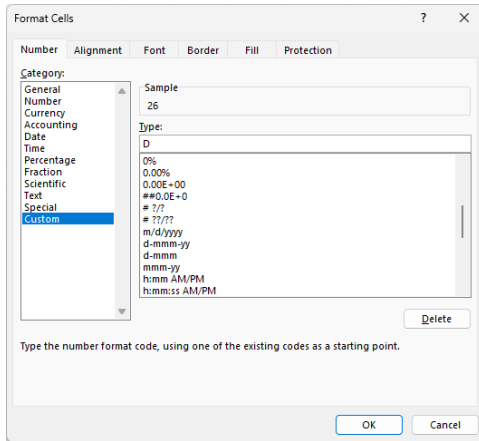 Format Cells
? ×
Number Alignment Font Border Fill Protection
Category:
General
Number
Currency
Accounting
Date
Time
Percentage
Fraction
Scientific
Text
Special
Custom
Sample
26
Type:
D
0%
0.00%
0.00E+00
##0.0E+0
# ?/?
# ??/??
m/d/yyyy
d-mmm-yy
d-mmm
mmm-yy
h:mm AM/PM
h:mm:ss AM/PM
Delete
Type the number format code, using one of the existing codes as a starting point.
OK Cancel